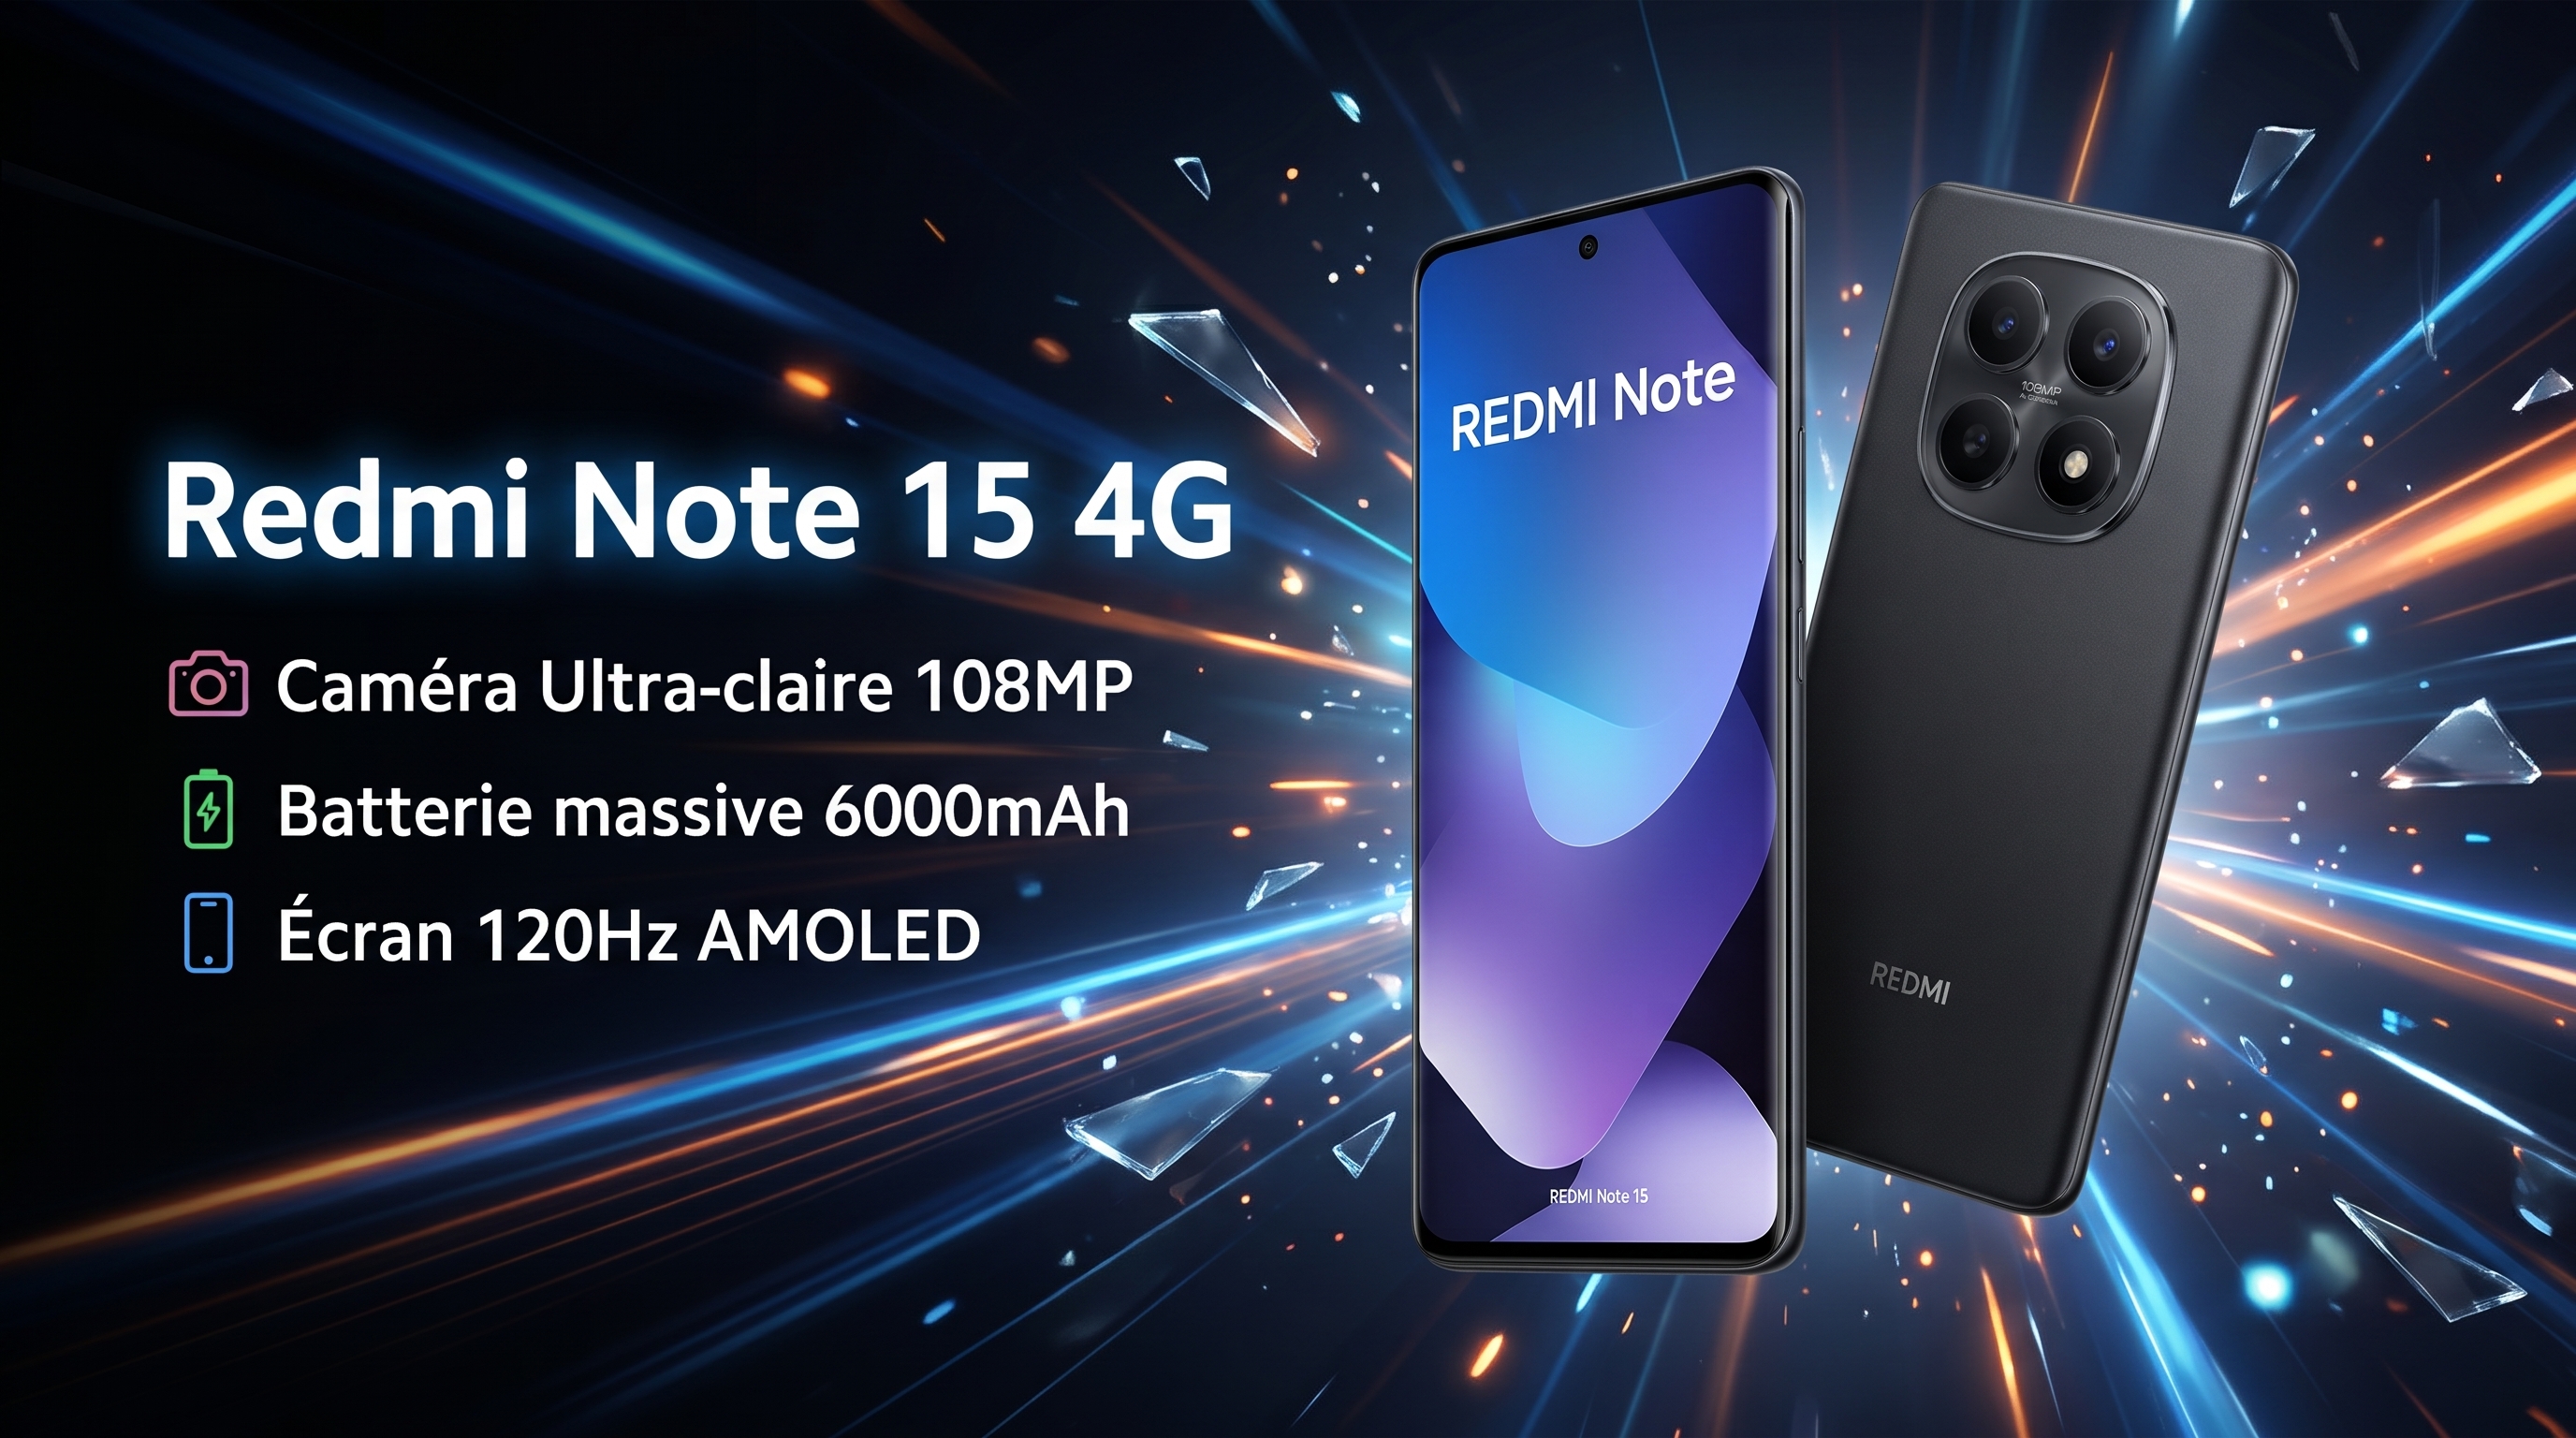 Redmi Note 15 4G
Caméra Ultra-claire 108MP
Batterie massive 6000mAh
Écran 120Hz AMOLED
REDMI Note
REDMI Note 15
108MP
REDMI